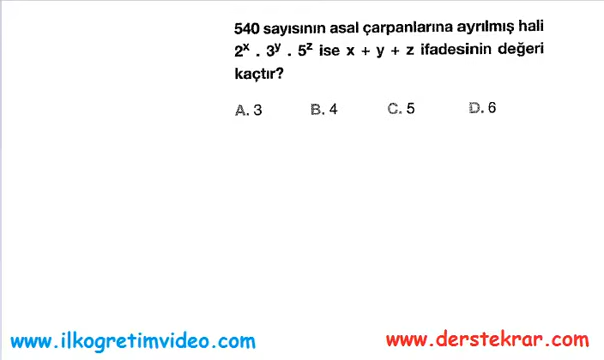 540 sayısının asal çarpanlarına ayrılmış hali
2ˣ . 3ʸ . 5ᶻ ise x + y + z ifadesinin değeri
kaçtır?
A. 3 B. 4 C. 5 D. 6
www.ilkogretimvideo.com www.derstekrar.com